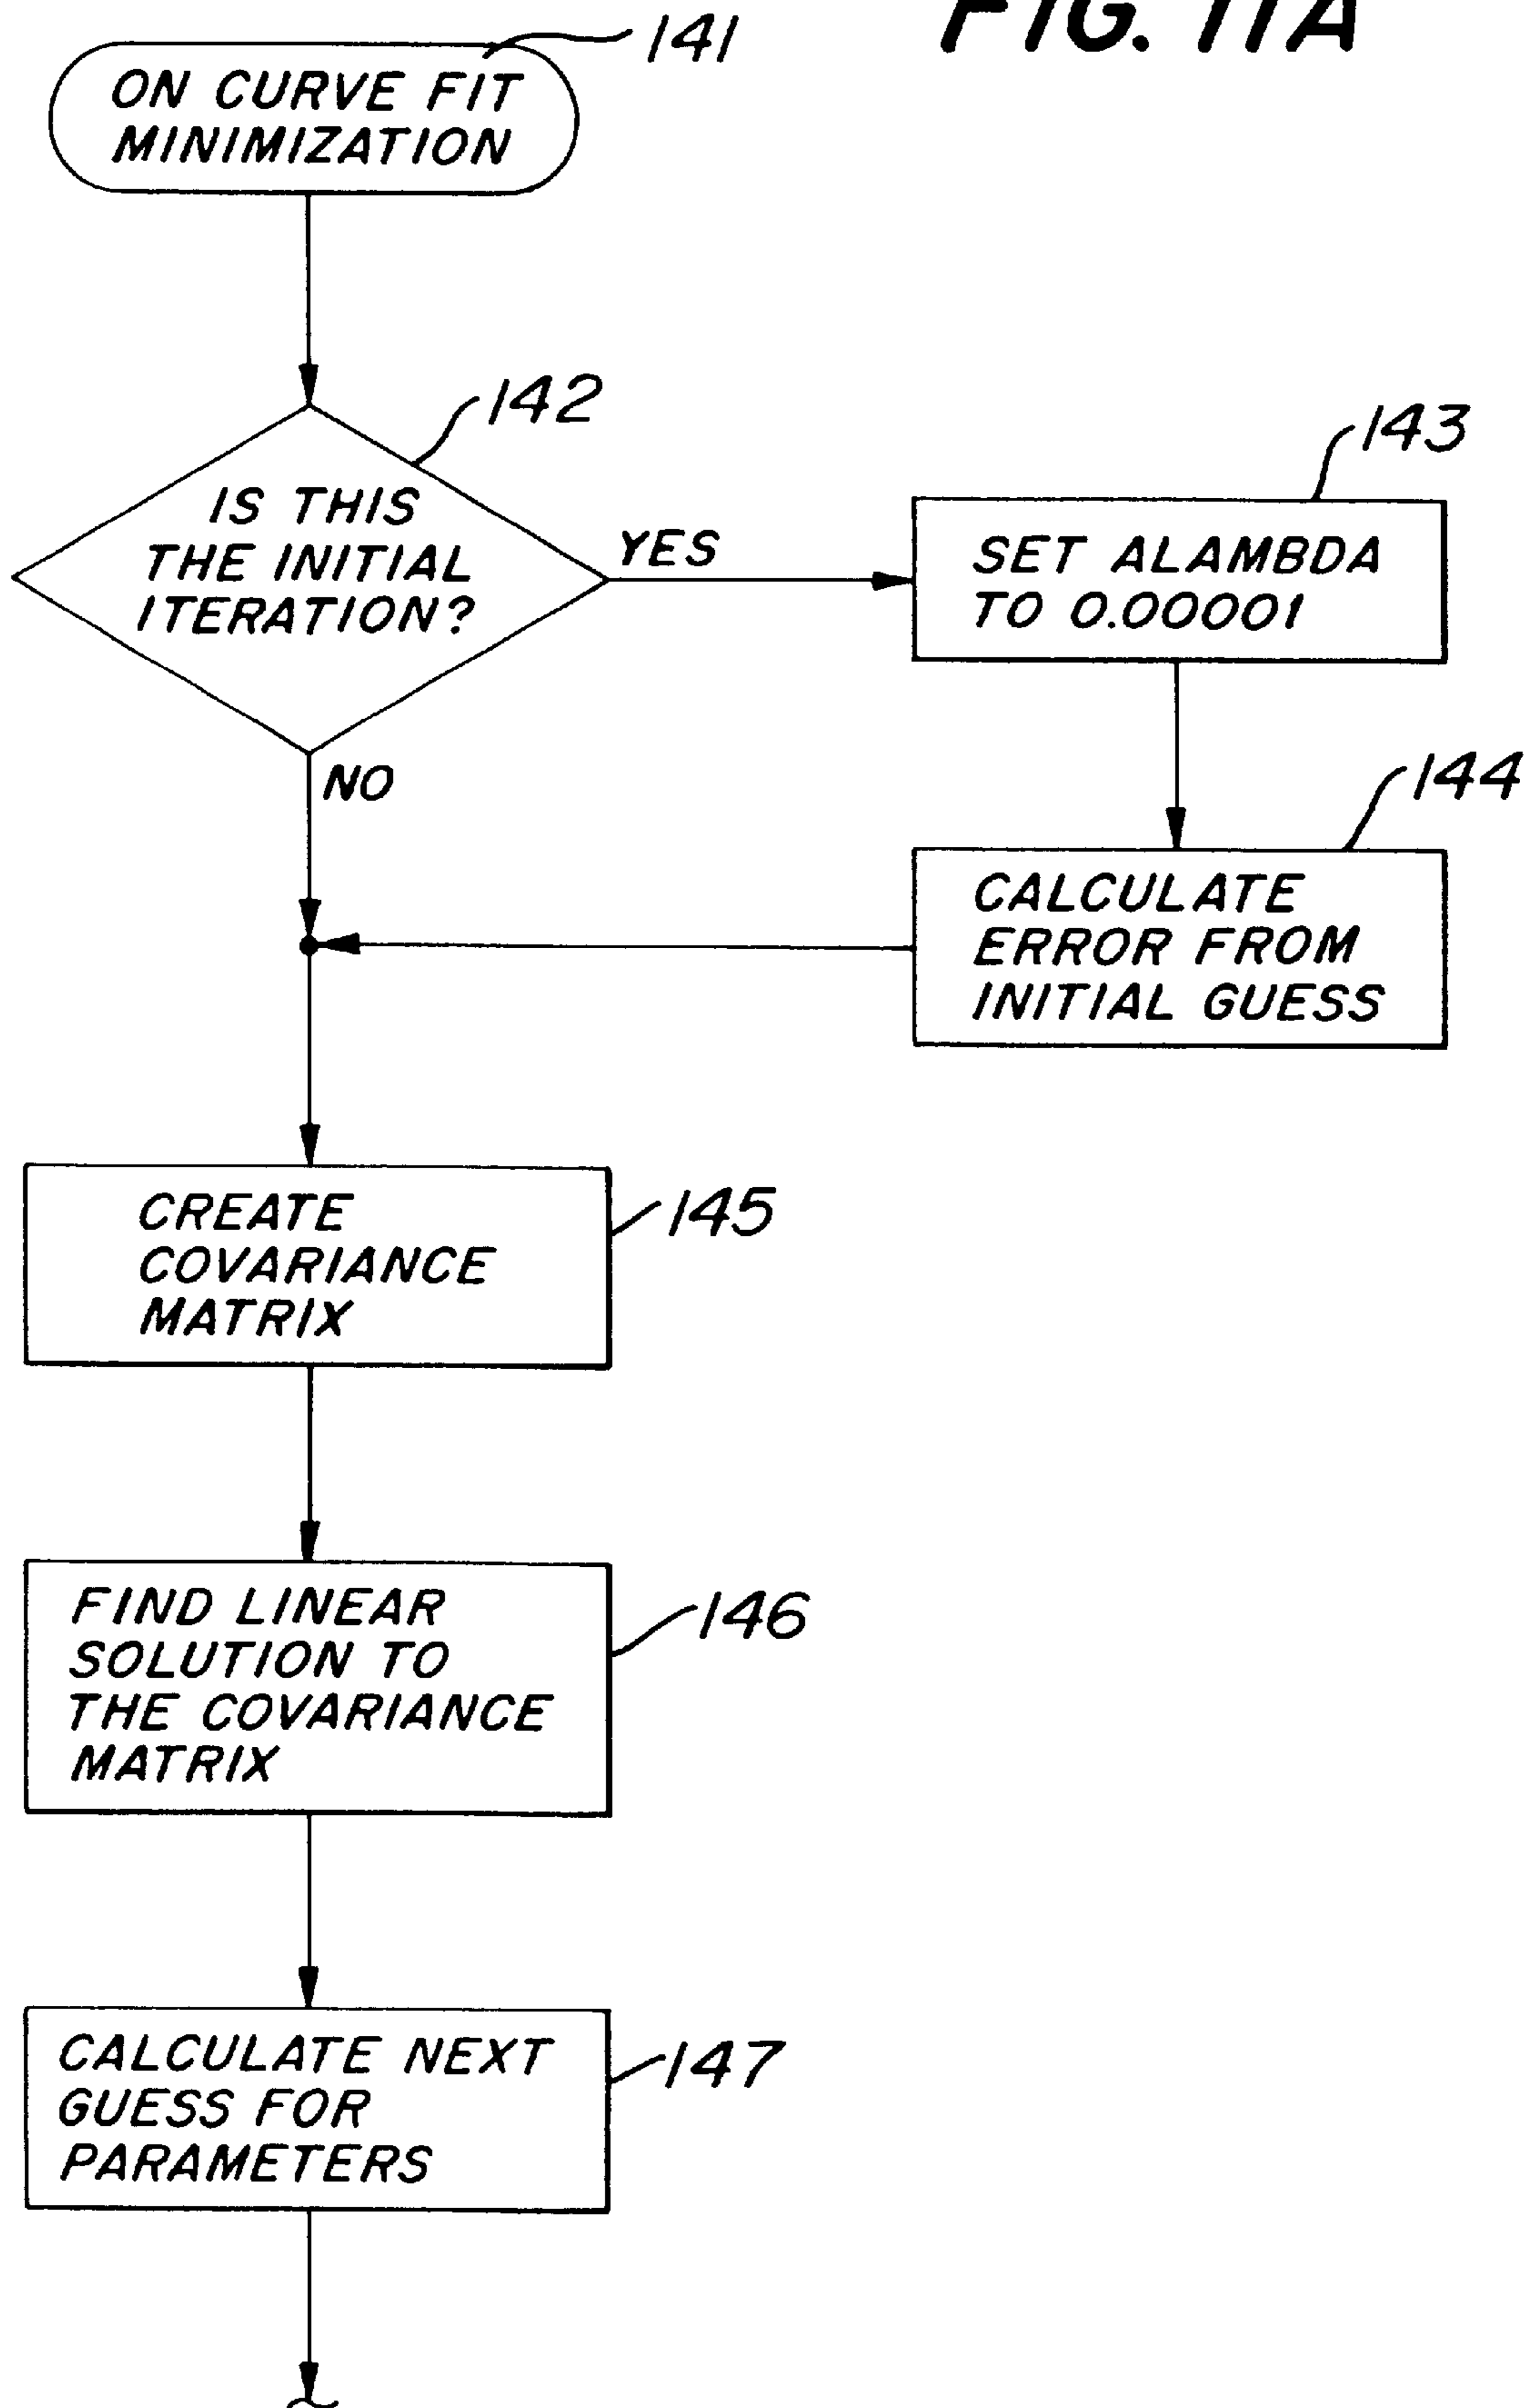 FIG. 11A
141
ON CURVE FIT
MINIMIZATION
142
IS THIS
THE INITIAL
ITERATION?
YES
NO
143
SET ALAMBDA
TO 0.00001
144
CALCULATE
ERROR FROM
INITIAL GUESS
145
CREATE
COVARIANCE
MATRIX
146
FIND LINEAR
SOLUTION TO
THE COVARIANCE
MATRIX
147
CALCULATE NEXT
GUESS FOR
PARAMETERS